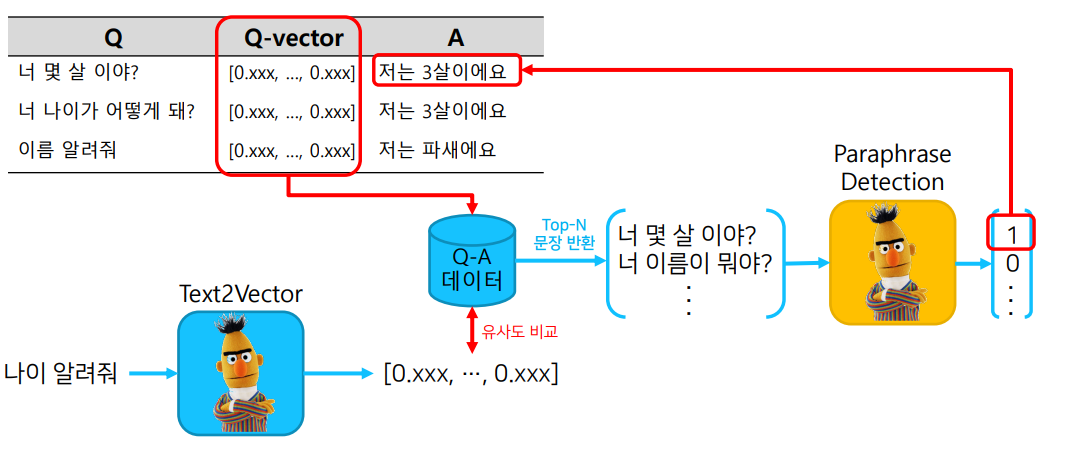 Q Q-vector A
너 몇 살 이야? [0.xxx, ..., 0.xxx] 저는 3살이에요
너 나이가 어떻게 돼? [0.xxx, ..., 0.xxx] 저는 3살이에요
이름 알려줘 [0.xxx, ..., 0.xxx] 저는 파새에요
Paraphrase
Detection
Top-N
문장 반환
Q-A
데이터
너 몇 살 이야?
너 이름이 뭐야?
⋮
1
0
⋮
Text2Vector
유사도 비교
나이 알려줘
[0.xxx, ⋯, 0.xxx]